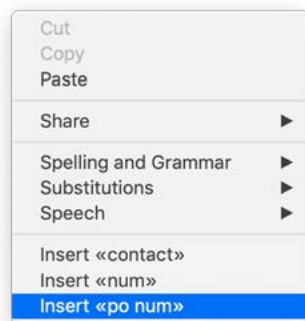 Cut
Copy
Paste
Share
Spelling and Grammar
Substitutions
Speech
Insert «contact»
Insert «num»
Insert «po num»